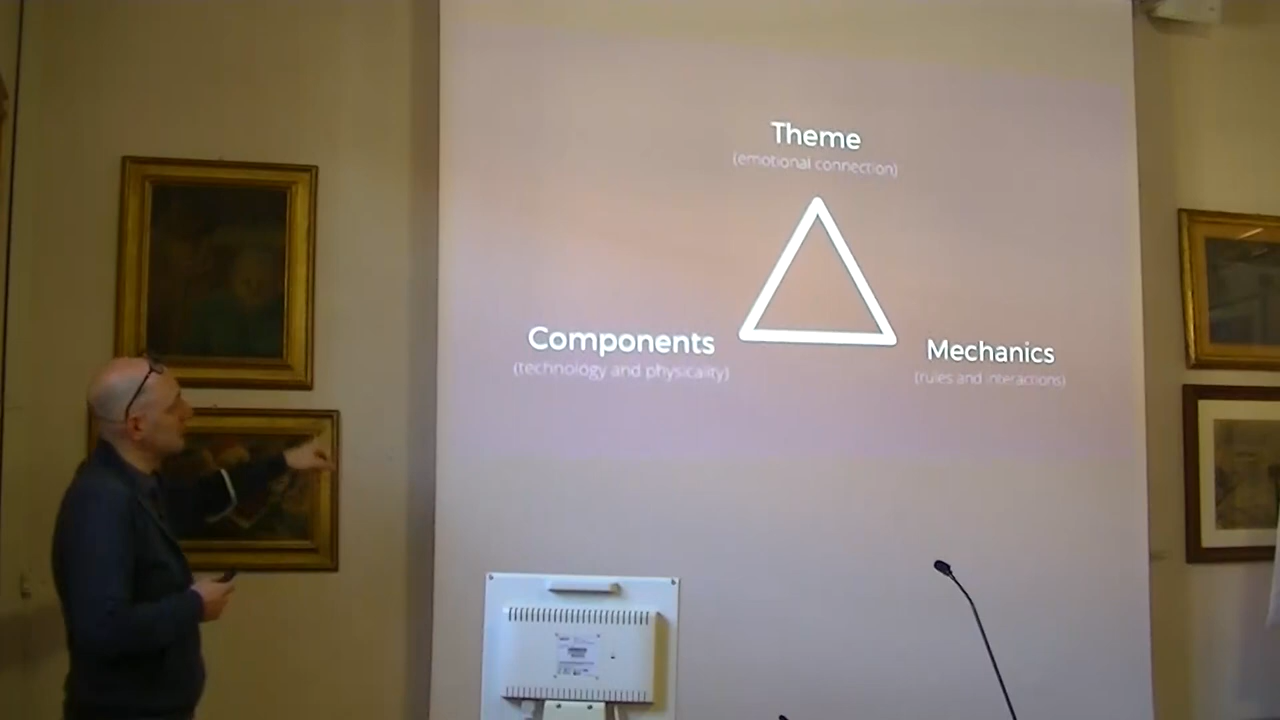 Theme
(emotional connection)
Components
(technology and physicality)
Mechanics
(rules and interactions)